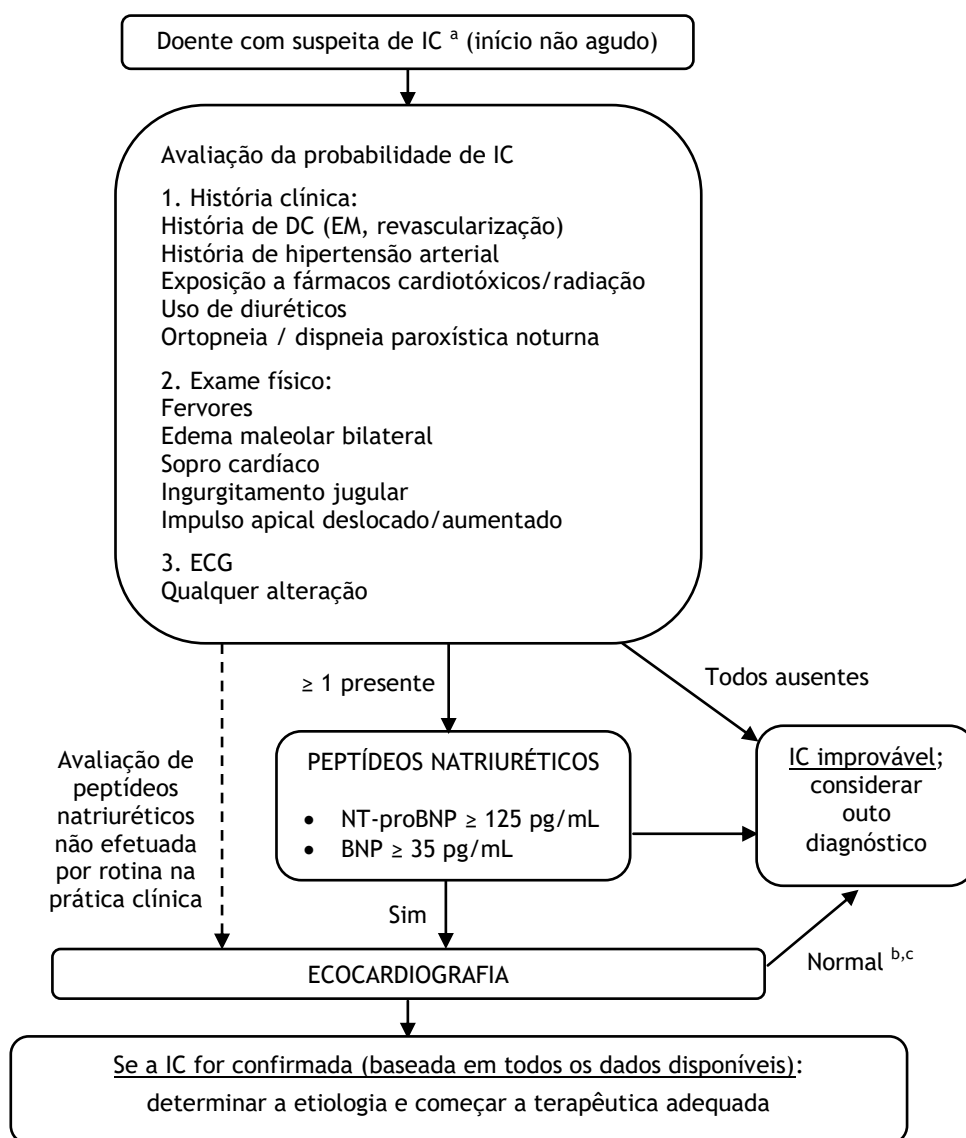 Doente com suspeita de IC a (início não agudo)
Avaliação da probabilidade de IC
1. História clínica:
História de DC (EM, revascularização)
História de hipertensão arterial
Exposição a fármacos cardiotóxicos/radiação
Uso de diuréticos
Ortopneia / dispneia paroxística noturna
2. Exame físico:
Fervores
Edema maleolar bilateral
Sopro cardíaco
Ingurgitamento jugular
Impulso apical deslocado/aumentado
3. ECG
Qualquer alteração
≥ 1 presente
Todos ausentes
Avaliação de
peptídeos
natriuréticos
não efetuada
por rotina na
prática clínica
PEPTÍDEOS NATRIURÉTICOS
• NT-proBNP ≥ 125 pg/mL
• BNP ≥ 35 pg/mL
IC improvável;
considerar
outo
diagnóstico
Sim
Normal b,c
ECOCARDIOGRAFIA
Se a IC for confirmada (baseada em todos os dados disponíveis):
determinar a etiologia e começar a terapêutica adequada